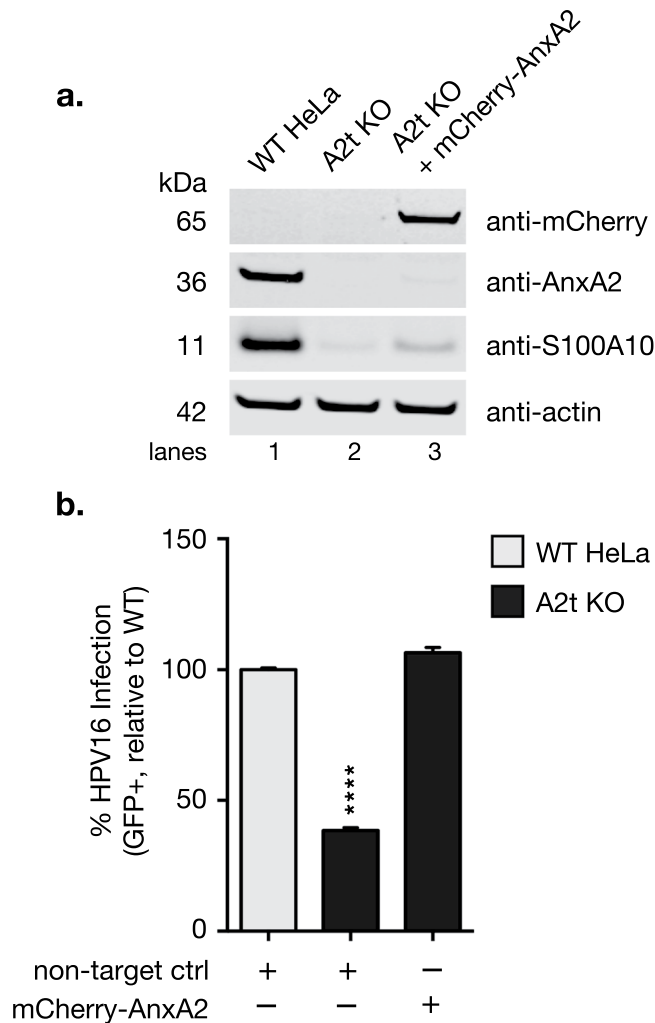 a.
WT HeLa
A2t KO
A2t KO
+ mCherry-AnxA2
kDa
65 anti-mCherry
36 anti-AnxA2
11 anti-S100A10
42 anti-actin
lanes 1 2 3
b.
% HPV16 Infection
(GFP+, relative to WT)
150
100
50
0
****
WT HeLa
A2t KO
non-target ctrl + + −
mCherry-AnxA2 − − +